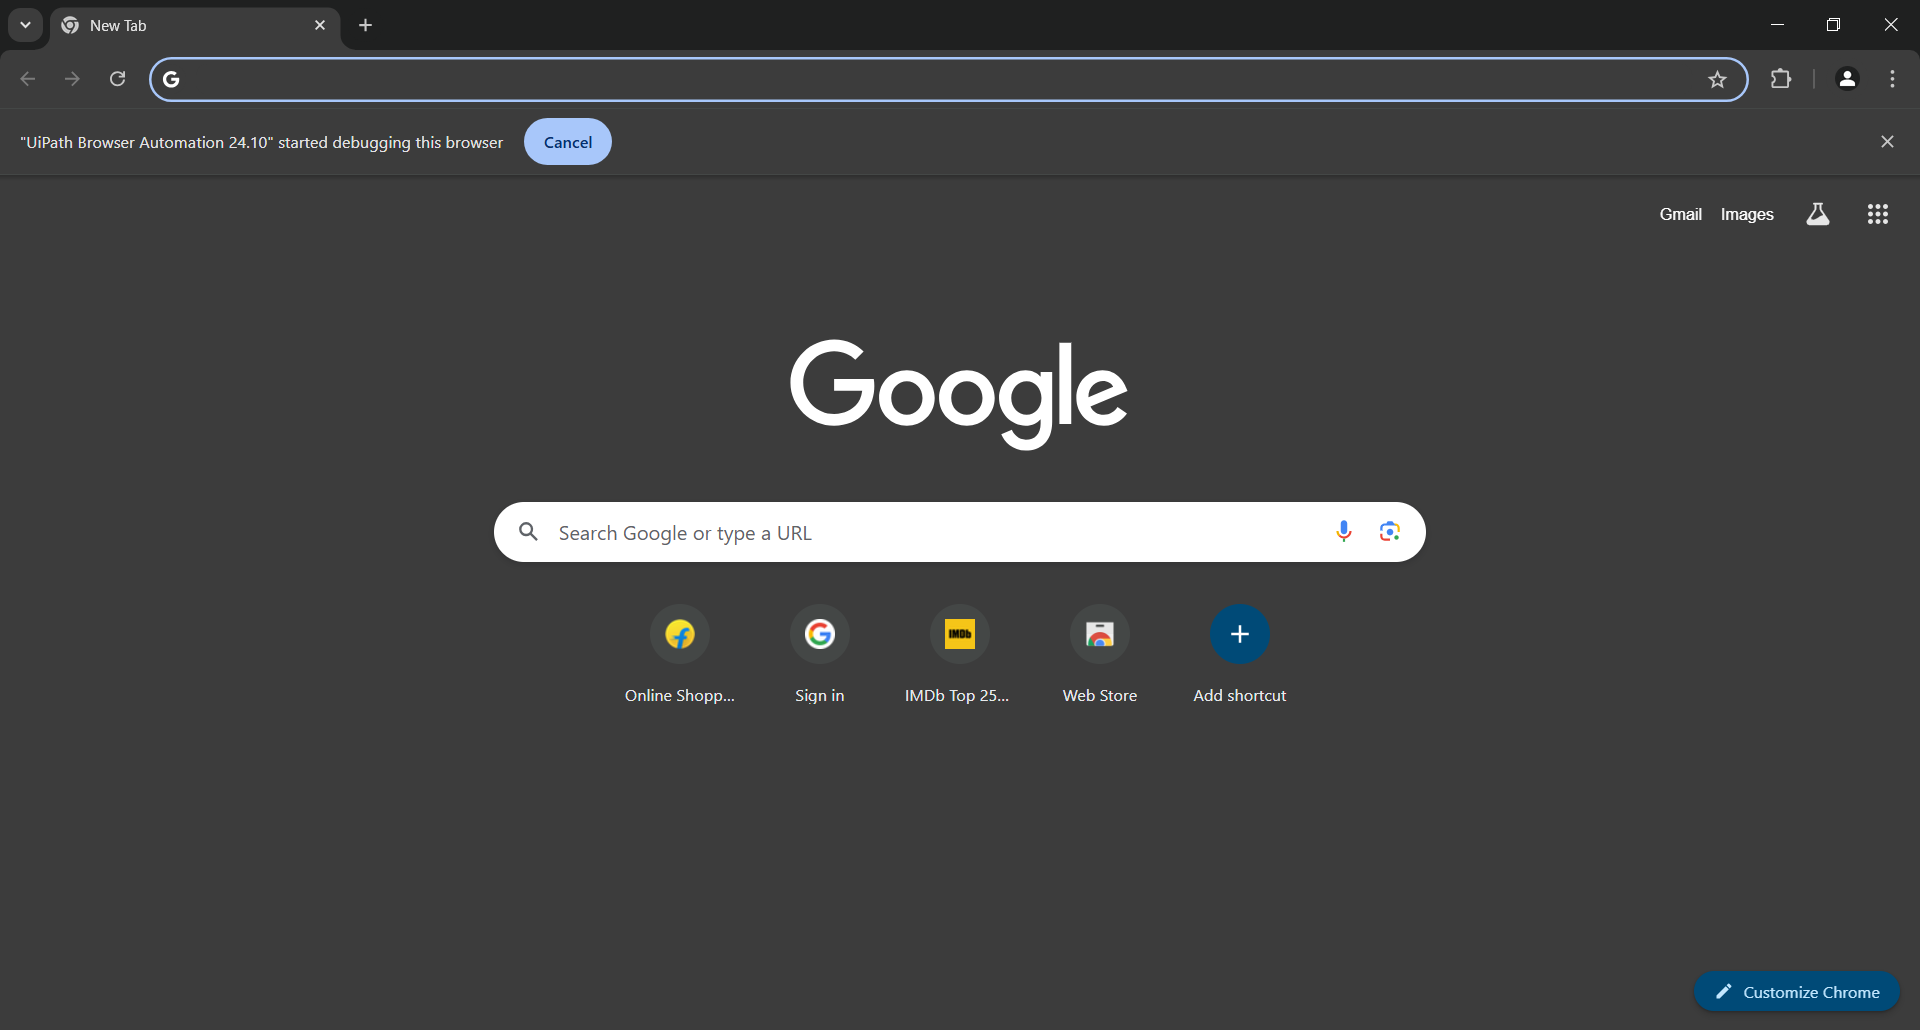 New Tab
"UiPath Browser Automation 24.10" started debugging this browser
Cancel
Gmail
Images
Google
Search Google or type a URL
Online Shopp...
Sign in
IMDb
IMDb Top 25...
Web Store
Add shortcut
Customize Chrome